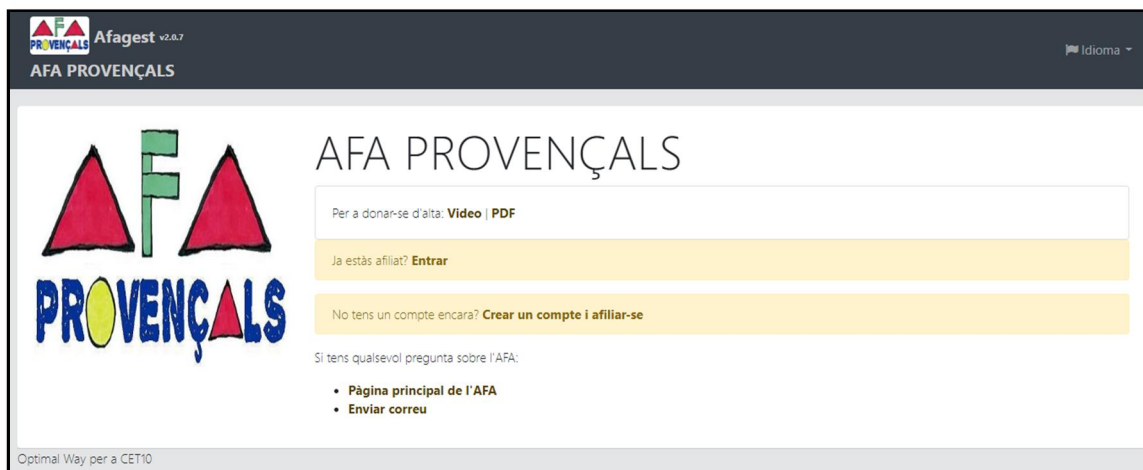 AFA
PROVENÇALS
Afagest v2.0.7
AFA PROVENÇALS
Idioma
AFA
PROVENÇALS
AFA PROVENÇALS
Per a donar-se d'alta: Video | PDF
Ja estàs afiliat? Entrar
No tens un compte encara? Crear un compte i afiliar-se
Si tens qualsevol pregunta sobre l'AFA:
• Pàgina principal de l'AFA
• Enviar correu
Optimal Way per a CET10